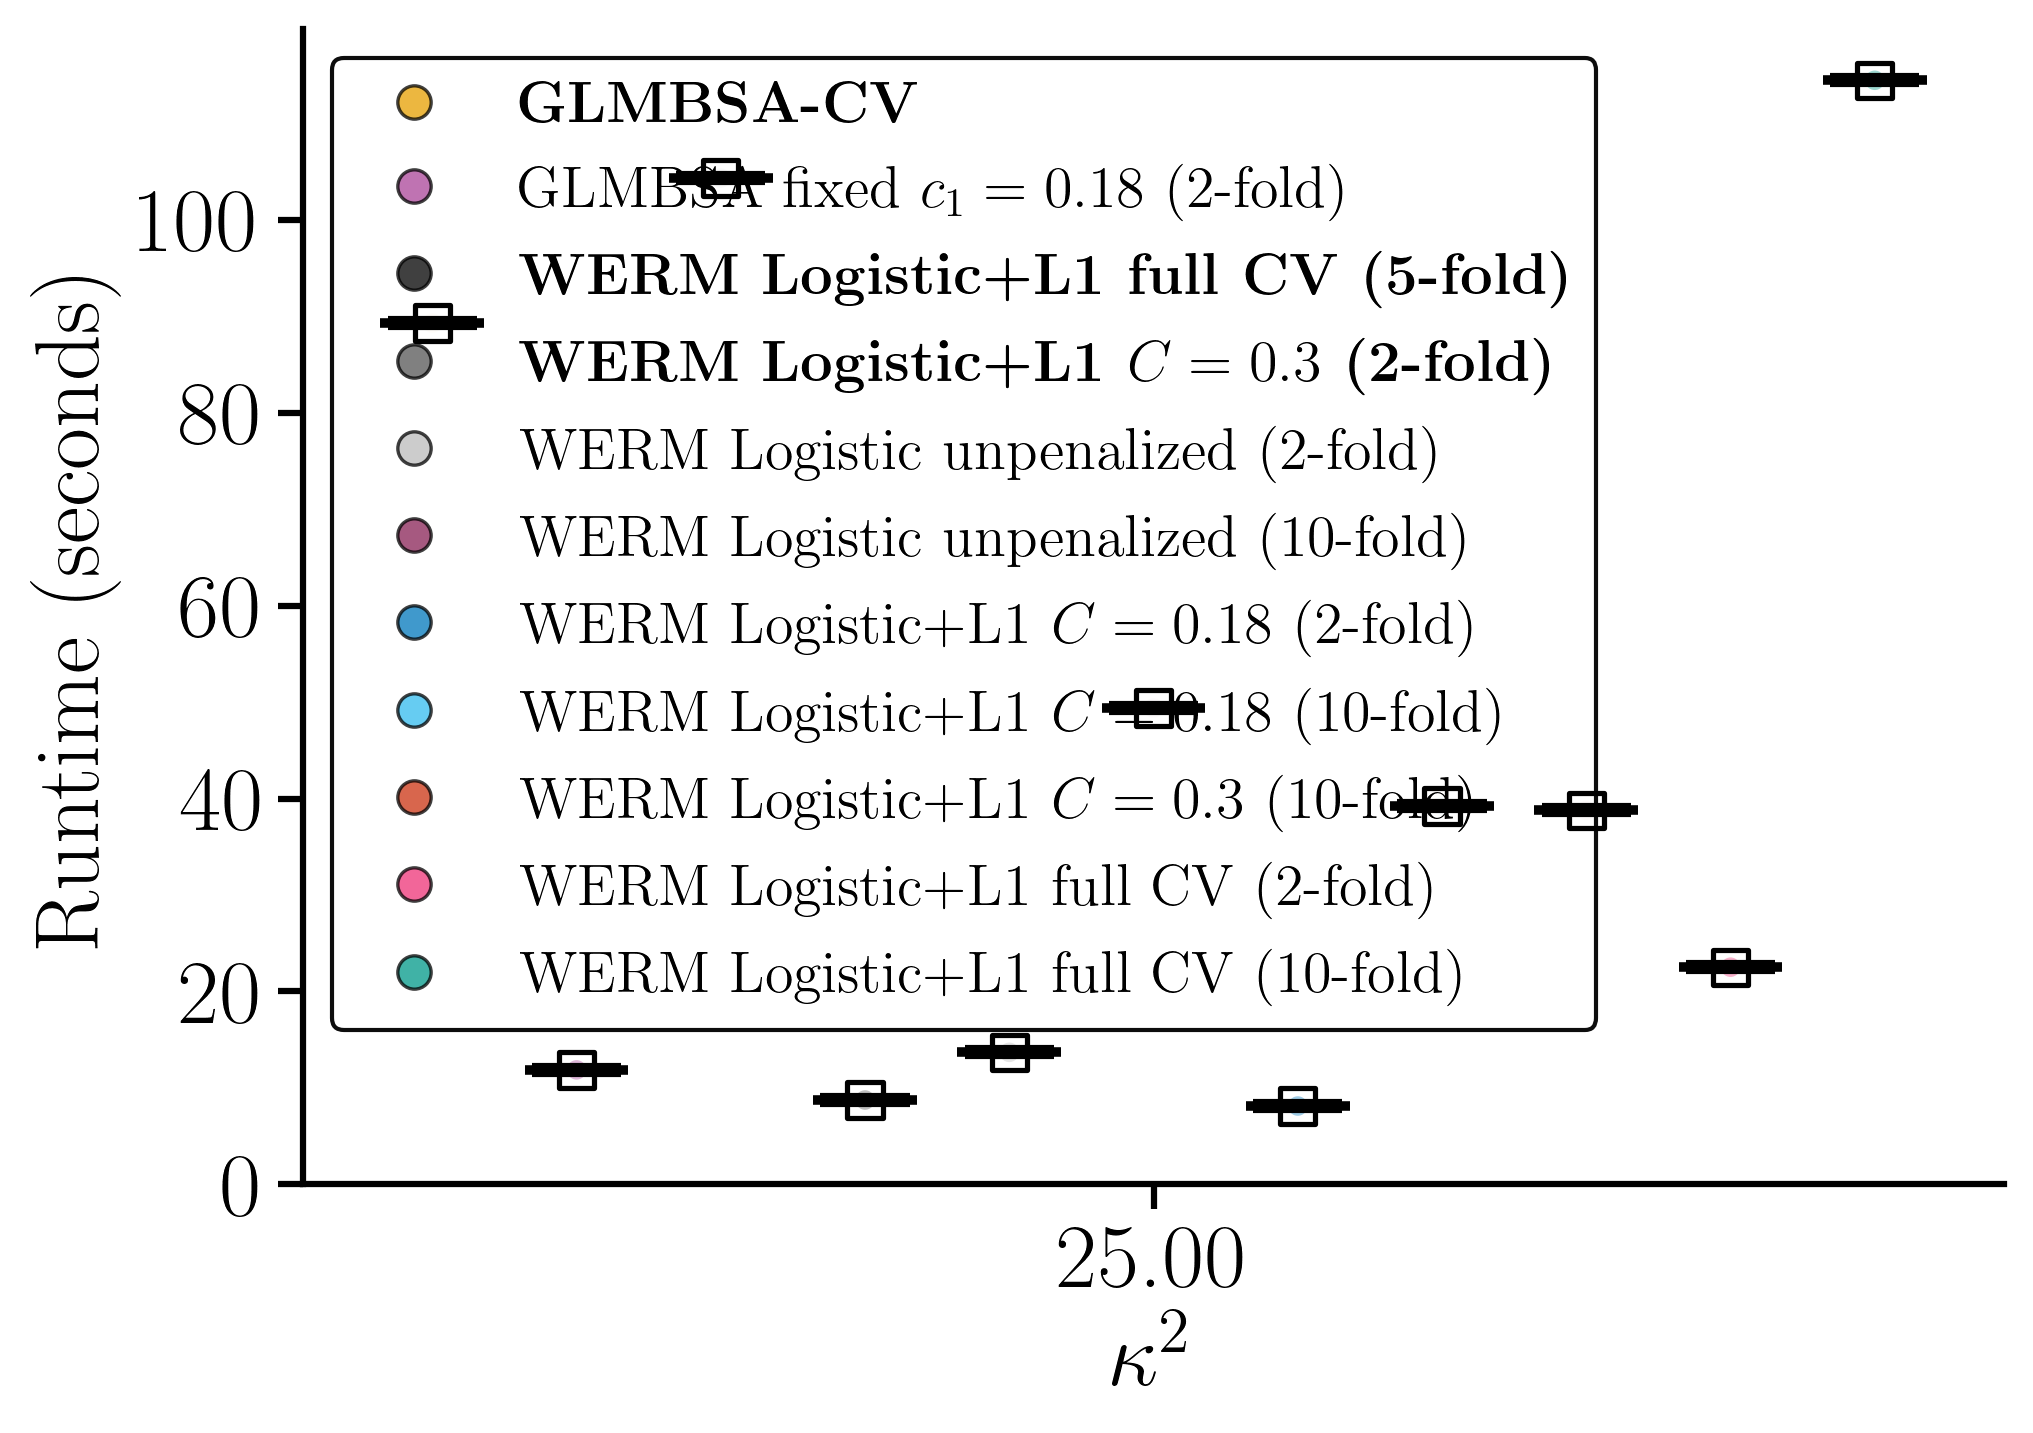 GLMBSA-CV
GLMBSA fixed c₁ = 0.18 (2-fold)
WERM Logistic+L1 full CV (5-fold)
WERM Logistic+L1 C = 0.3 (2-fold)
WERM Logistic unpenalized (2-fold)
WERM Logistic unpenalized (10-fold)
WERM Logistic+L1 C = 0.18 (2-fold)
WERM Logistic+L1 C = 0.18 (10-fold)
WERM Logistic+L1 C = 0.3 (10-fold)
WERM Logistic+L1 full CV (2-fold)
WERM Logistic+L1 full CV (10-fold)
Runtime (seconds)
100
80
60
40
20
0
25.00
κ²